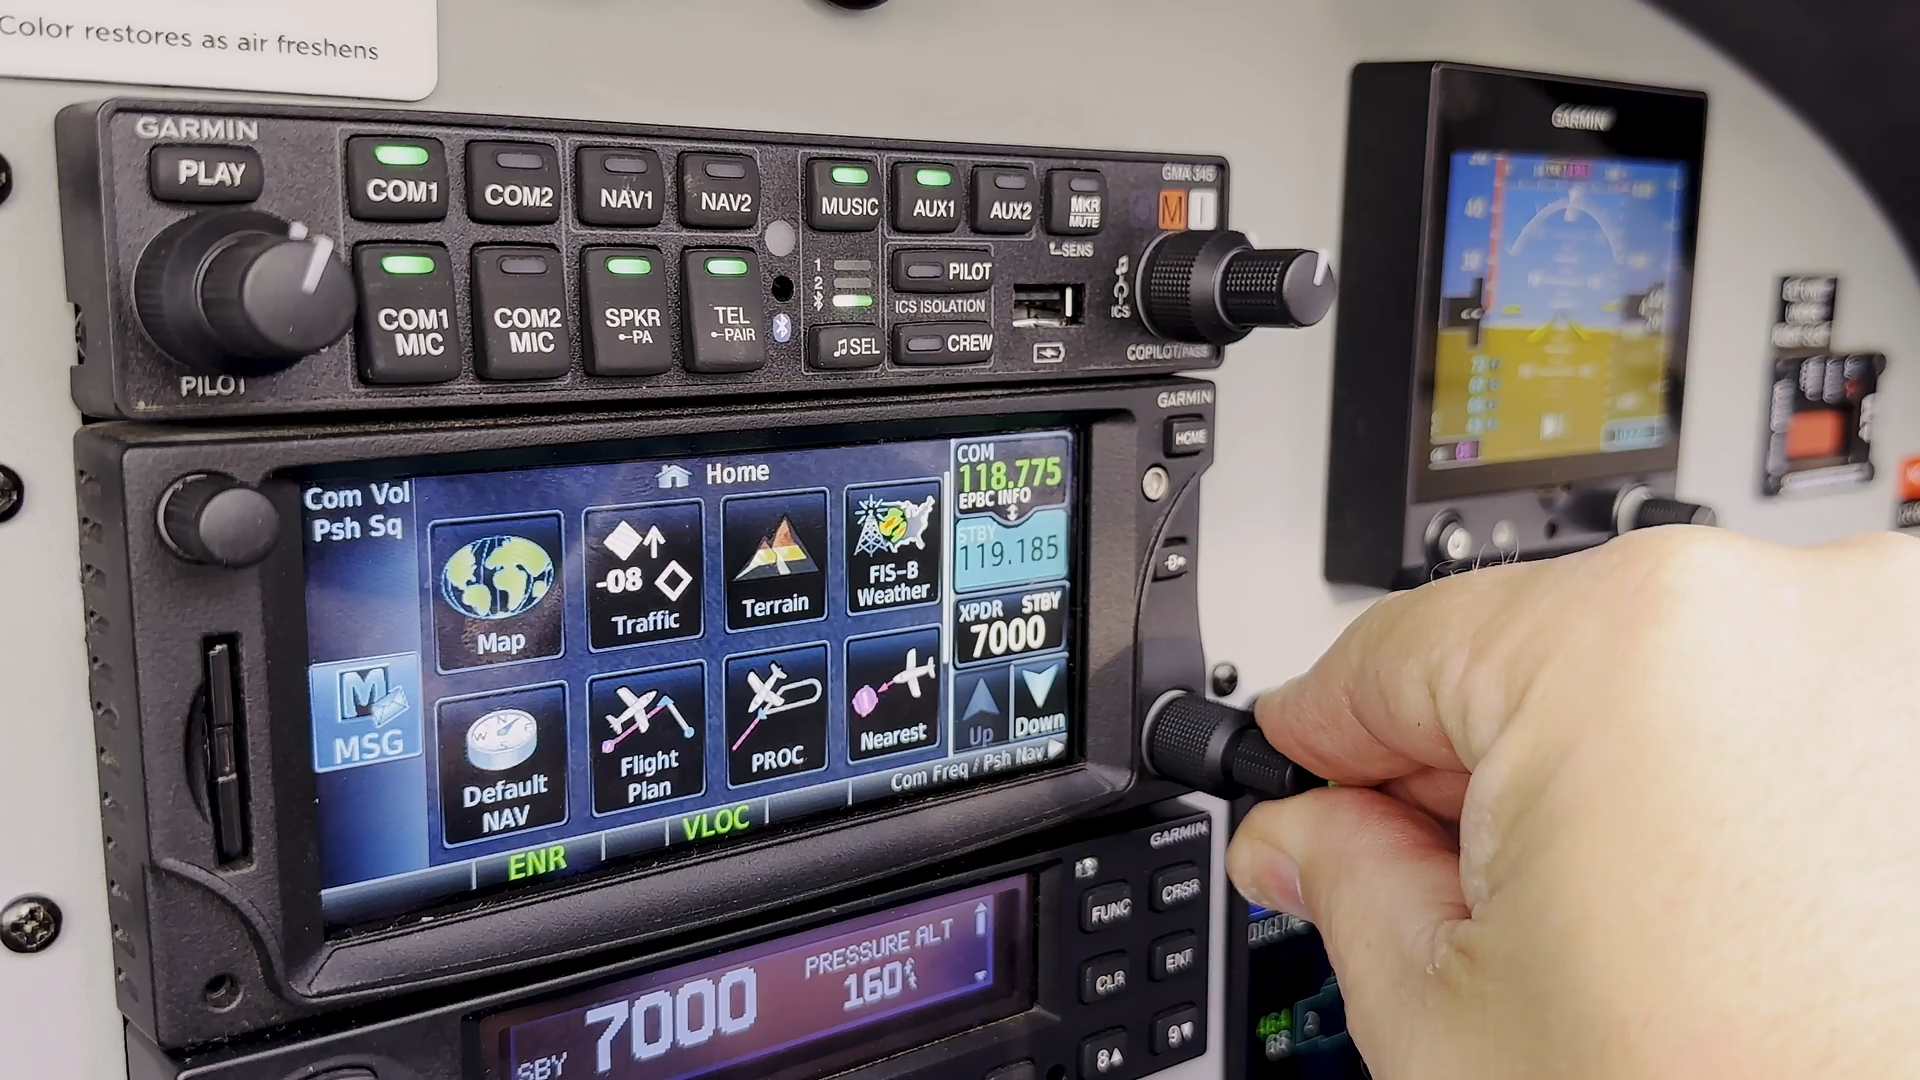 Color restores as air freshens
GARMIN
PLAY
COM1
COM2
NAV1
NAV2
MUSIC
AUX1
AUX2
MKR
MUTE
SENS
GMA 345
M I
COM1
MIC
COM2
MIC
SPKR
PA
TEL
PAIR
1
2
SEL
PILOT
ICS ISOLATION
CREW
ICS
COPILOT/PASS
PILOT
GARMIN
HOME
Com Vol
Psh Sq
Home
COM
118.775
EPBC INFO
STBY
119.185
XPDR STBY
7000
Map
-08
Traffic
Terrain
FIS-B
Weather
MSG
N
W E
S
Default
NAV
Flight
Plan
PROC
Nearest
Up
Down
Com Freq / Psh Nav
ENR
VLOC
GARMIN
FUNC
CRSR
CLR
ENT
8
9
SBY
7000
PRESSURE ALT
160
GARMIN
464
68
2